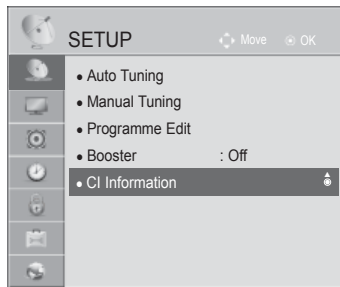 SETUP Move OK
• Auto Tuning
• Manual Tuning
• Programme Edit
• Booster : Off
• CI Information